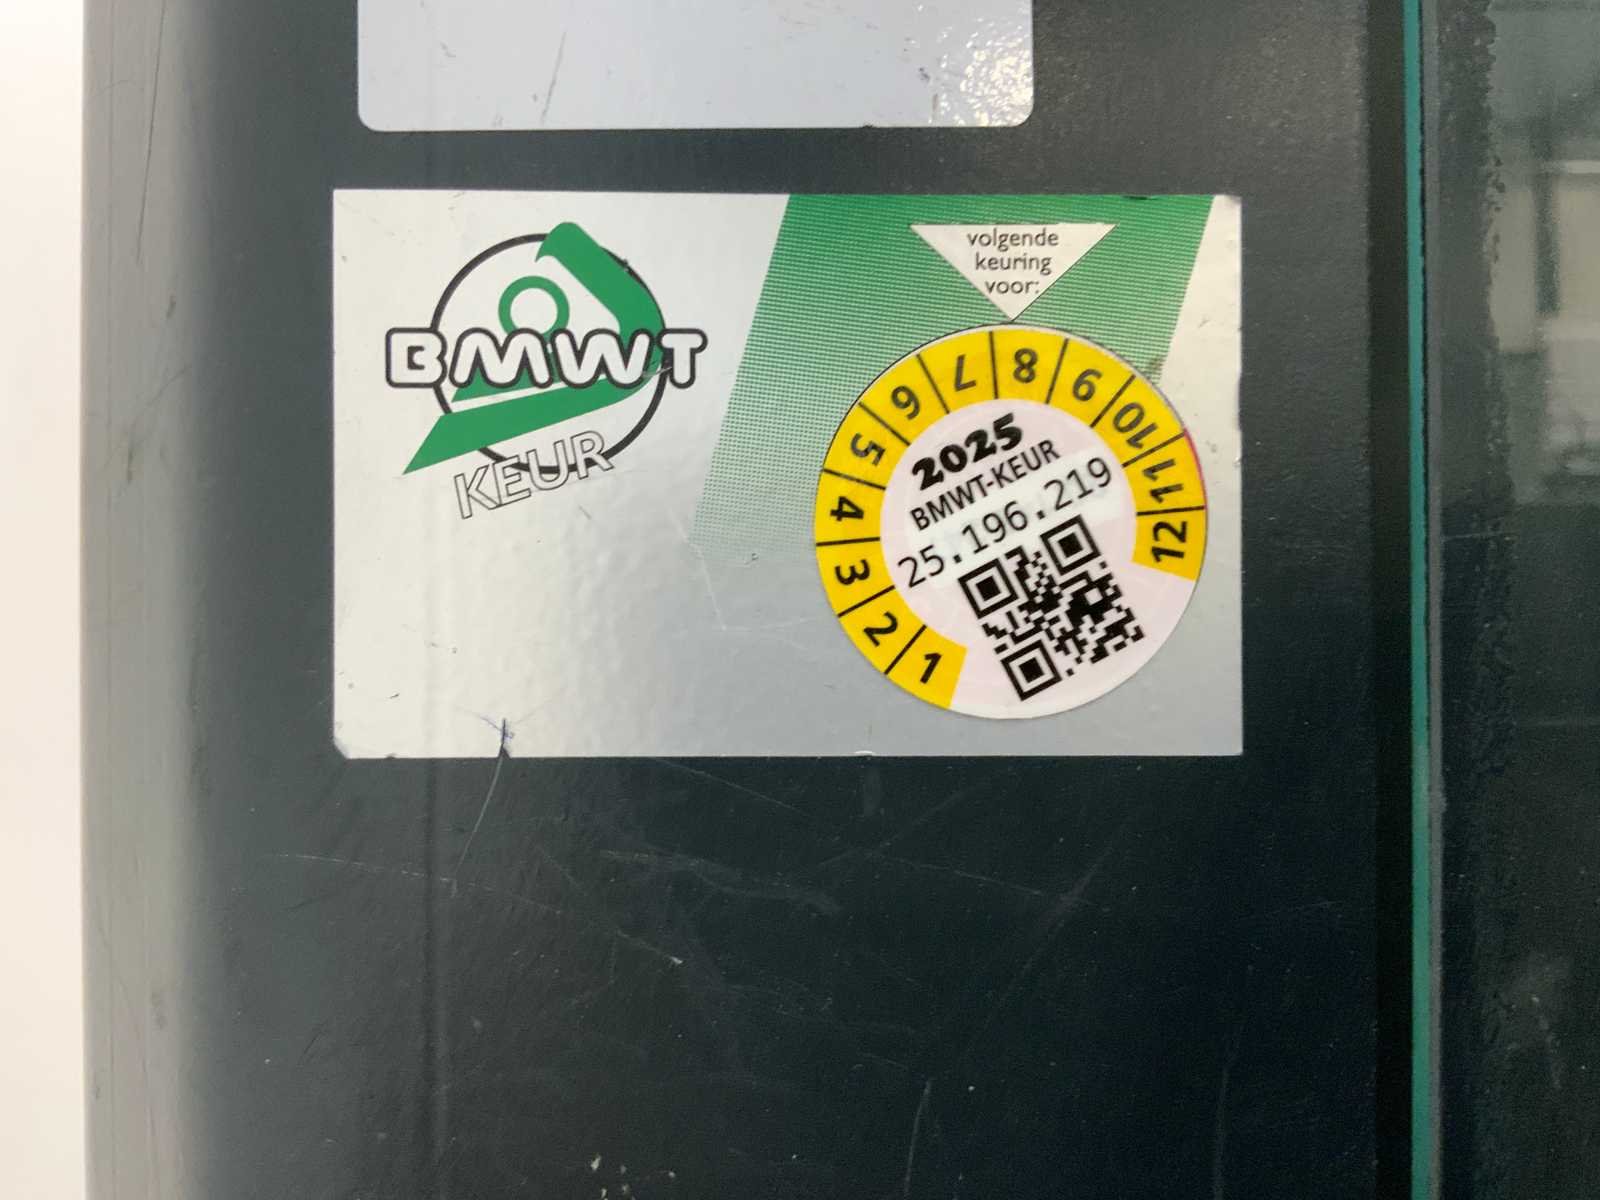 BMWT
KEUR
volgende
keuring
voor:
1 2 3 4 5 6 7 8 9 10 11 12
2025
BMWT-KEUR
25.196.219